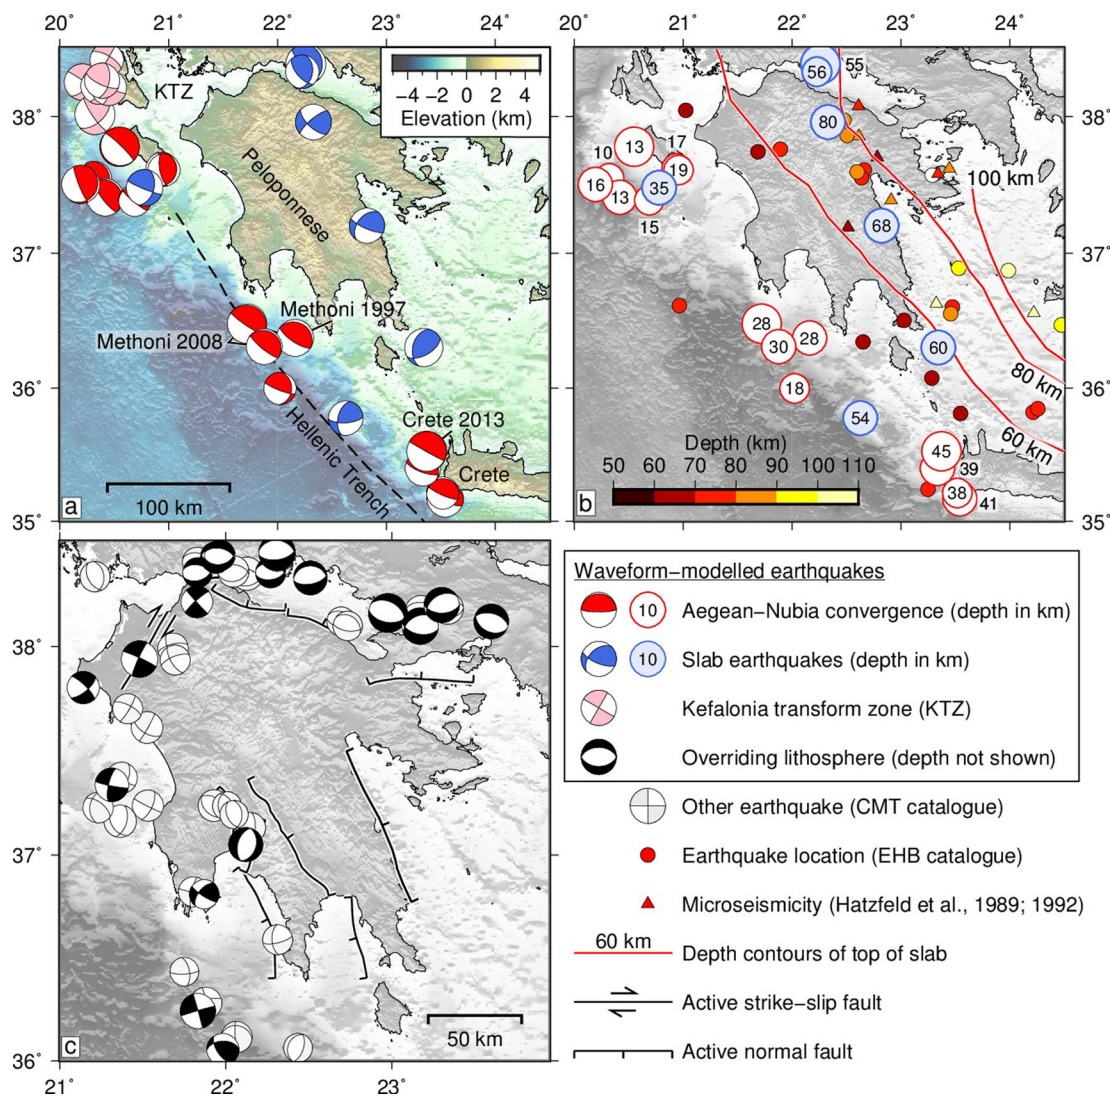 21˚ 22˚ 23˚ 24˚
21˚ 22˚ 23˚ 24˚
38˚
37˚
36˚
35˚
KTZ
−4 −2 0 2 4
Elevation (km)
Peloponnese
Methoni 1997
Methoni 2008
Hellenic Trench
Crete 2013
Crete
100 km
a
38˚
37˚
36˚
35˚
55
56
80
17
10
13
19
16
13
35
15
68
100 km
28
30
28
18
60
54
80 km
60 km
45
39
38
41
Depth (km)
50 60 70 80 90 100 110
b
38˚
37˚
36˚
21˚ 22˚ 23˚
50 km
c
Waveform−modelled earthquakes
10 Aegean−Nubia convergence (depth in km)
10 Slab earthquakes (depth in km)
Kefalonia transform zone (KTZ)
Overriding lithosphere (depth not shown)
Other earthquake (CMT catalogue)
Earthquake location (EHB catalogue)
Microseismicity (Hatzfeld et al., 1989; 1992)
60 km Depth contours of top of slab
Active strike−slip fault
Active normal fault